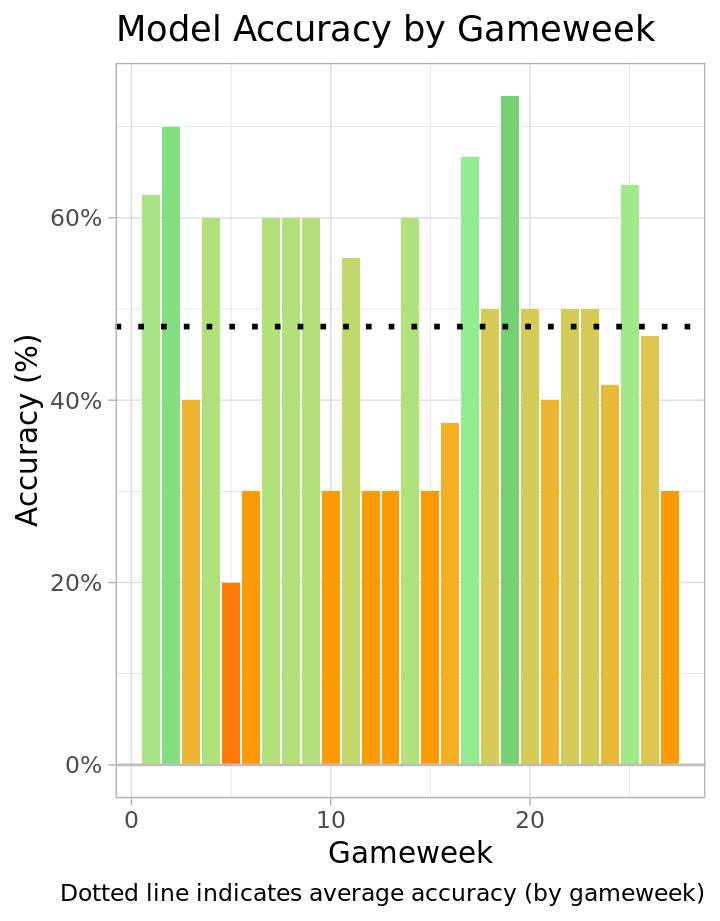 Model Accuracy by Gameweek
Accuracy (%)
60%
40%
20%
0%
0 10 20
Gameweek
Dotted line indicates average accuracy (by gameweek)